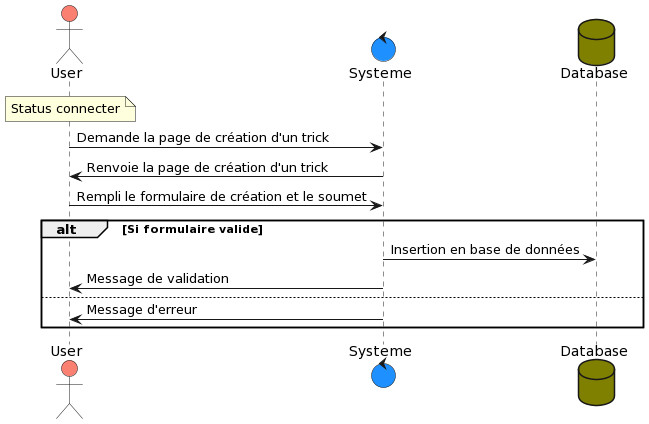 User
Systeme
Database
Status connecter
Demande la page de création d'un trick
Renvoie la page de création d'un trick
Rempli le formulaire de création et le soumet
alt [Si formulaire valide]
Insertion en base de données
Message de validation
Message d'erreur
User
Systeme
Database